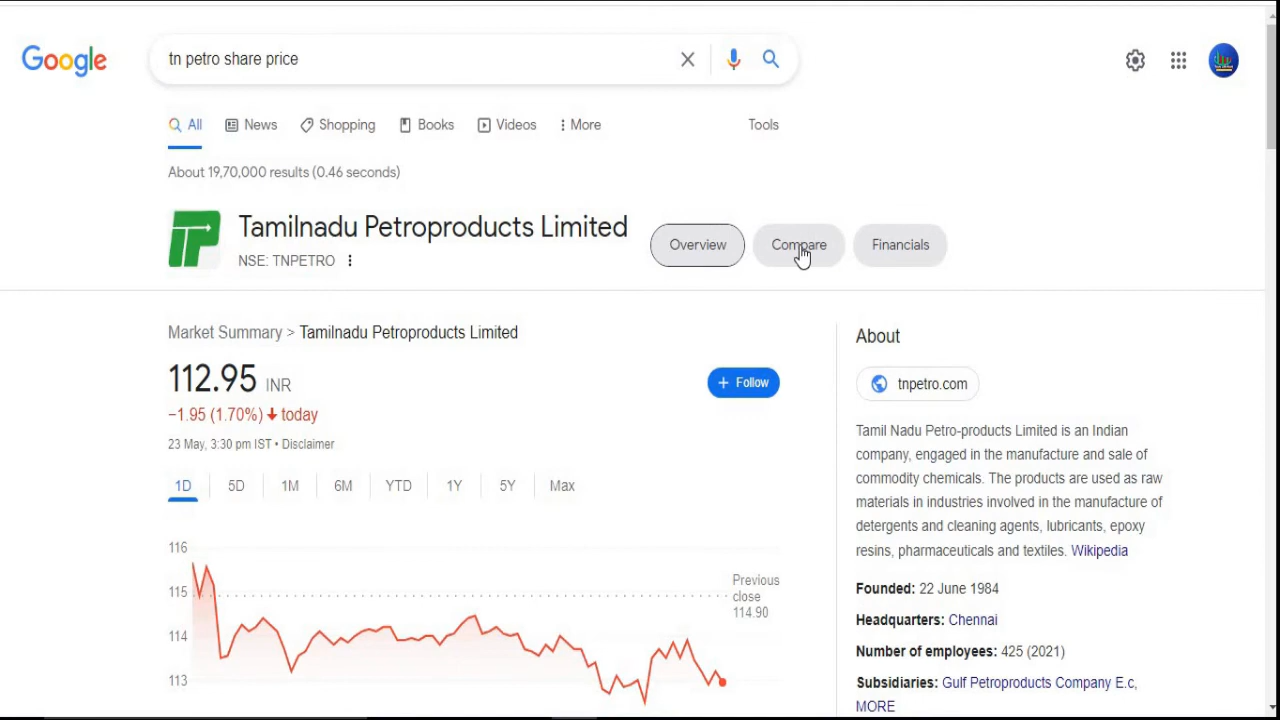 Google
tn petro share price
All
News
Shopping
Books
Videos
More
Tools
About 19,70,000 results (0.46 seconds)
TP
Tamilnadu Petroproducts Limited
NSE: TNPETRO
Overview
Compare
Financials
Market Summary > Tamilnadu Petroproducts Limited
112.95 INR
+ Follow
−1.95 (1.70%) ↓ today
23 May, 3:30 pm IST • Disclaimer
1D
5D
1M
6M
YTD
1Y
5Y
Max
116
115
114
113
Previous
close
114.90
About
tnpetro.com
Tamil Nadu Petro-products Limited is an Indian
company, engaged in the manufacture and sale of
commodity chemicals. The products are used as raw
materials in industries involved in the manufacture of
detergents and cleaning agents, lubricants, epoxy
resins, pharmaceuticals and textiles. Wikipedia
Founded: 22 June 1984
Headquarters: Chennai
Number of employees: 425 (2021)
Subsidiaries: Gulf Petroproducts Company E.c,
MORE